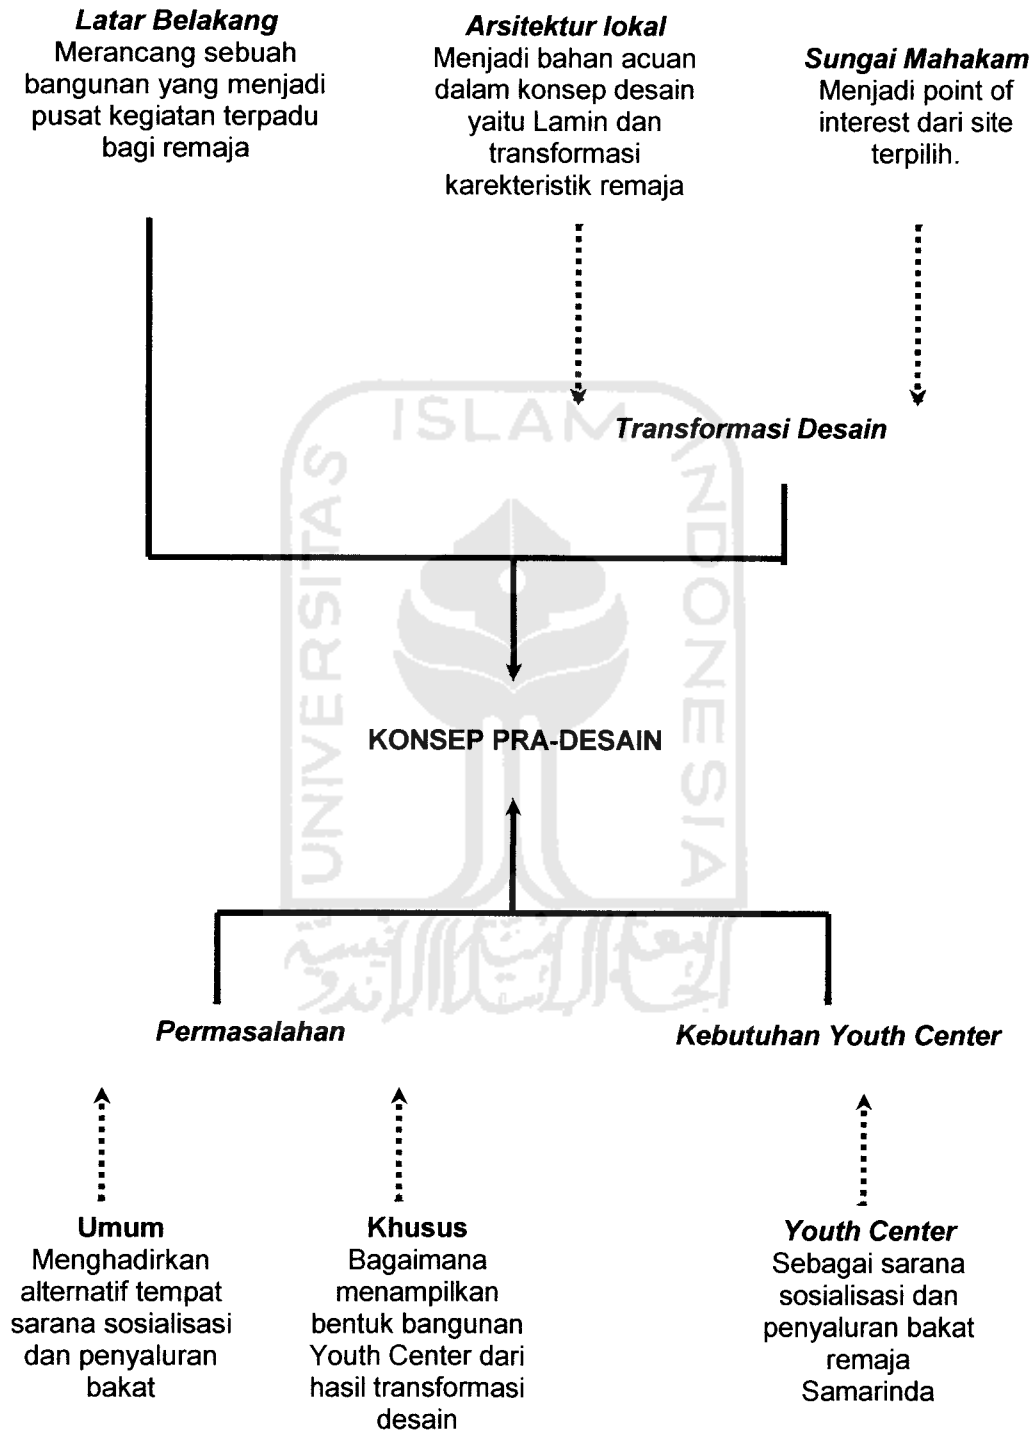 Latar Belakang
Merancang sebuah
bangunan yang menjadi
pusat kegiatan terpadu
bagi remaja
Arsitektur lokal
Menjadi bahan acuan
dalam konsep desain
yaitu Lamin dan
transformasi
karekteristik remaja
Sungai Mahakam
Menjadi point of
interest dari site
terpilih.
Transformasi Desain
ISLAM
UNIVERSITAS
INDONESIA
KONSEP PRA-DESAIN
Permasalahan
Kebutuhan Youth Center
Umum
Menghadirkan
alternatif tempat
sarana sosialisasi
dan penyaluran
bakat
Khusus
Bagaimana
menampilkan
bentuk bangunan
Youth Center dari
hasil transformasi
desain
Youth Center
Sebagai sarana
sosialisasi dan
penyaluran bakat
remaja
Samarinda